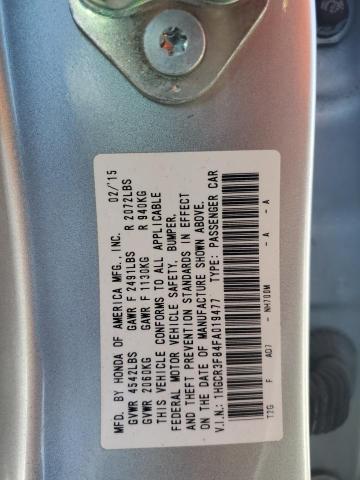 MFD. BY HONDA OF AMERICA MFG., INC. 02/'15
GVWR 4542LBS GAWR F 2491LBS R 2072LBS
GVWR 2060KG GAWR F 1130KG R 940KG
THIS VEHICLE CONFORMS TO ALL APPLICABLE
FEDERAL MOTOR VEHICLE SAFETY, BUMPER,
AND THEFT PREVENTION STANDARDS IN EFFECT
ON THE DATE OF MANUFACTURE SHOWN ABOVE.
V.I.N.: 1HGCR3F84FA019477 TYPE: PASSENGER CAR
T2G F AD7 - NH700M - A - A